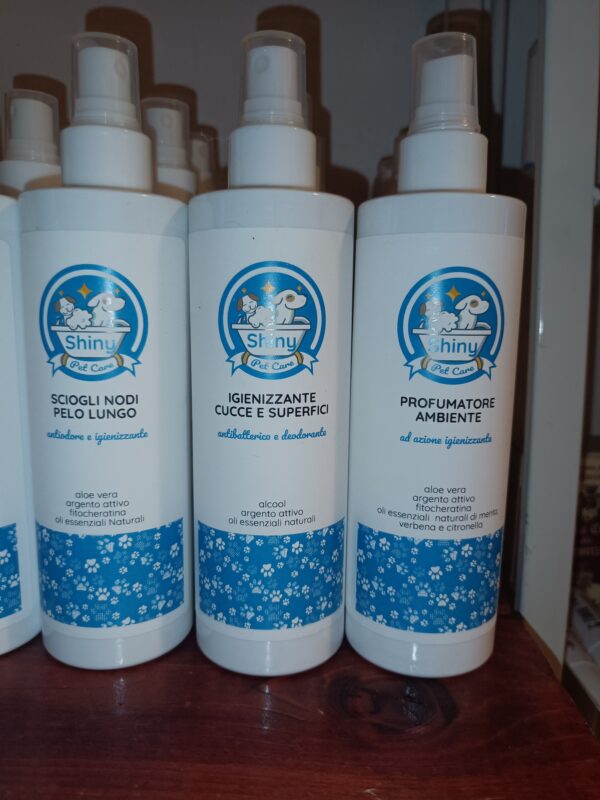 Shiny
Pet Care
SCIOGLI NODI
PELO LUNGO
antiodore e igienizzante
aloe vera
argento attivo
fitocheratina
oli essenziali Naturali
Shiny
Pet Care
IGIENIZZANTE
CUCCE E SUPERFICI
antibatterico e deodorante
alcool
argento attivo
oli essenziali naturali
Shiny
Pet Care
PROFUMATORE
AMBIENTE
ad azione igienizzante
aloe vera
argento attivo
fitocheratina
oli essenziali naturali di menta,
verbena e citronella